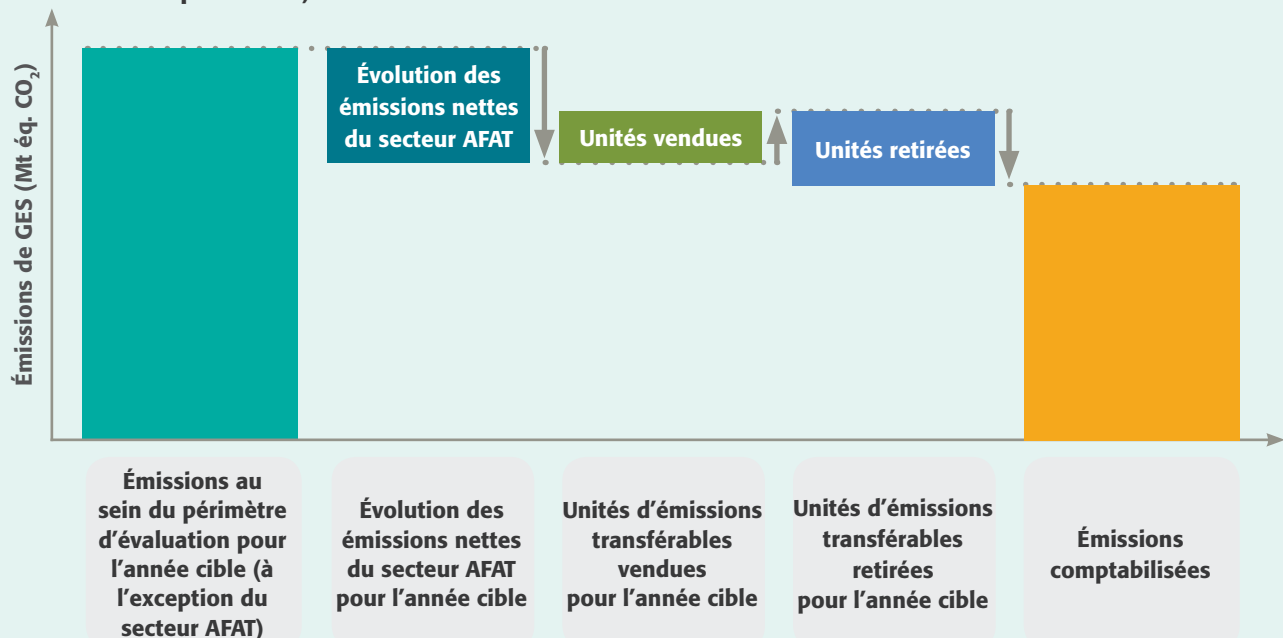 Émissions de GES (Mt éq. CO₂)
Évolution des
émissions nettes
du secteur AFAT
Unités vendues
Unités retirées
Émissions au
sein du périmètre
d'évaluation pour
l'année cible (à
l'exception du
secteur AFAT)
Évolution des
émissions nettes
du secteur AFAT
pour l'année cible
Unités d'émissions
transférables
vendues
pour l'année cible
Unités d'émissions
transférables
retirées
pour l'année cible
Émissions
comptabilisées